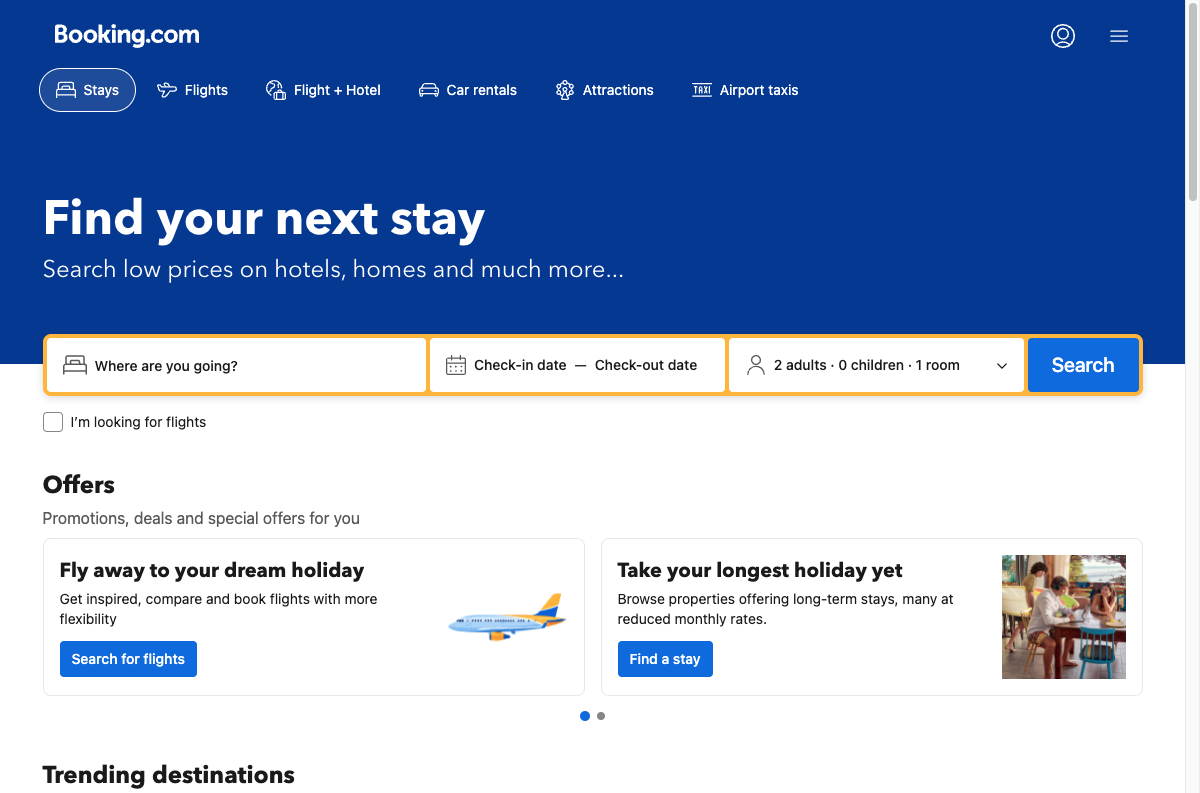 Booking.com
Stays
Flights
Flight + Hotel
Car rentals
Attractions
TAXI Airport taxis
Find your next stay
Search low prices on hotels, homes and much more...
Where are you going?
Check-in date — Check-out date
2 adults · 0 children · 1 room
Search
I’m looking for flights
Offers
Promotions, deals and special offers for you
Fly away to your dream holiday
Get inspired, compare and book flights with more
flexibility
Search for flights
Take your longest holiday yet
Browse properties offering long-term stays, many at
reduced monthly rates.
Find a stay
Trending destinations